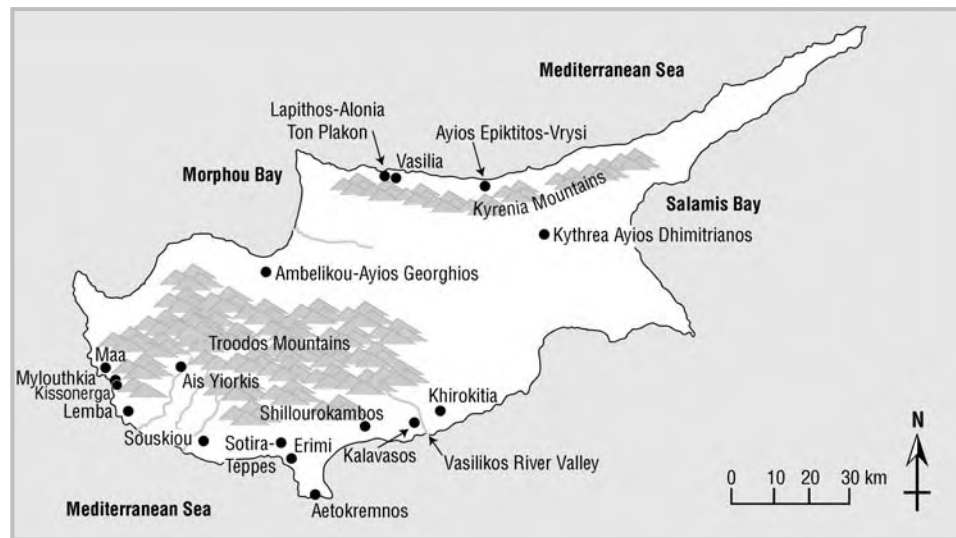 Mediterranean Sea
Lapithos-Alonia
Ton Plakon
Ayios Epiktitos-Vrysi
Vasilia
Morphou Bay
Kyrenia Mountains
Salamis Bay
Kythrea Ayios Dhimitrianos
Ambelikou-Ayios Georghios
Troodos Mountains
Maa
Mylouthkia
Kissonerga
Lemba
Ais Yiorkis
Souskiou
Sotira-
Teppes
Erimi
Shillourokambos
Khirokitia
Kalavasos
Vasilikos River Valley
Aetokremnos
Mediterranean Sea
N
0 10 20 30 km